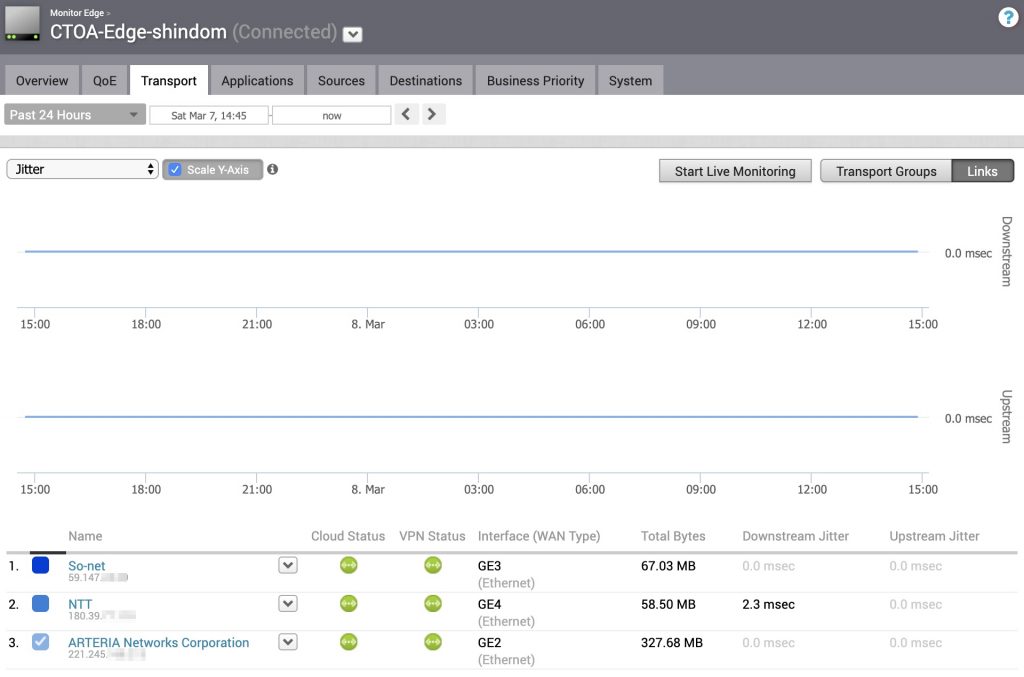 Monitor Edge >
CTOA-Edge-shindom (Connected)
?
Overview QoE Transport Applications Sources Destinations Business Priority System
Past 24 Hours Sat Mar 7, 14:45 - now
Jitter Scale Y-Axis i Start Live Monitoring Transport Groups Links
Downstream
0.0 msec
15:00 18:00 21:00 8. Mar 03:00 06:00 09:00 12:00 15:00
Upstream
0.0 msec
15:00 18:00 21:00 8. Mar 03:00 06:00 09:00 12:00 15:00
Name Cloud Status VPN Status Interface (WAN Type) Total Bytes Downstream Jitter Upstream Jitter
1. So-net GE3 67.03 MB 0.0 msec 0.0 msec
59.147.
(Ethernet)
2. NTT GE4 58.50 MB 2.3 msec 0.0 msec
180.39.
(Ethernet)
3. ARTERIA Networks Corporation GE2 327.68 MB 0.0 msec 0.0 msec
221.245.
(Ethernet)